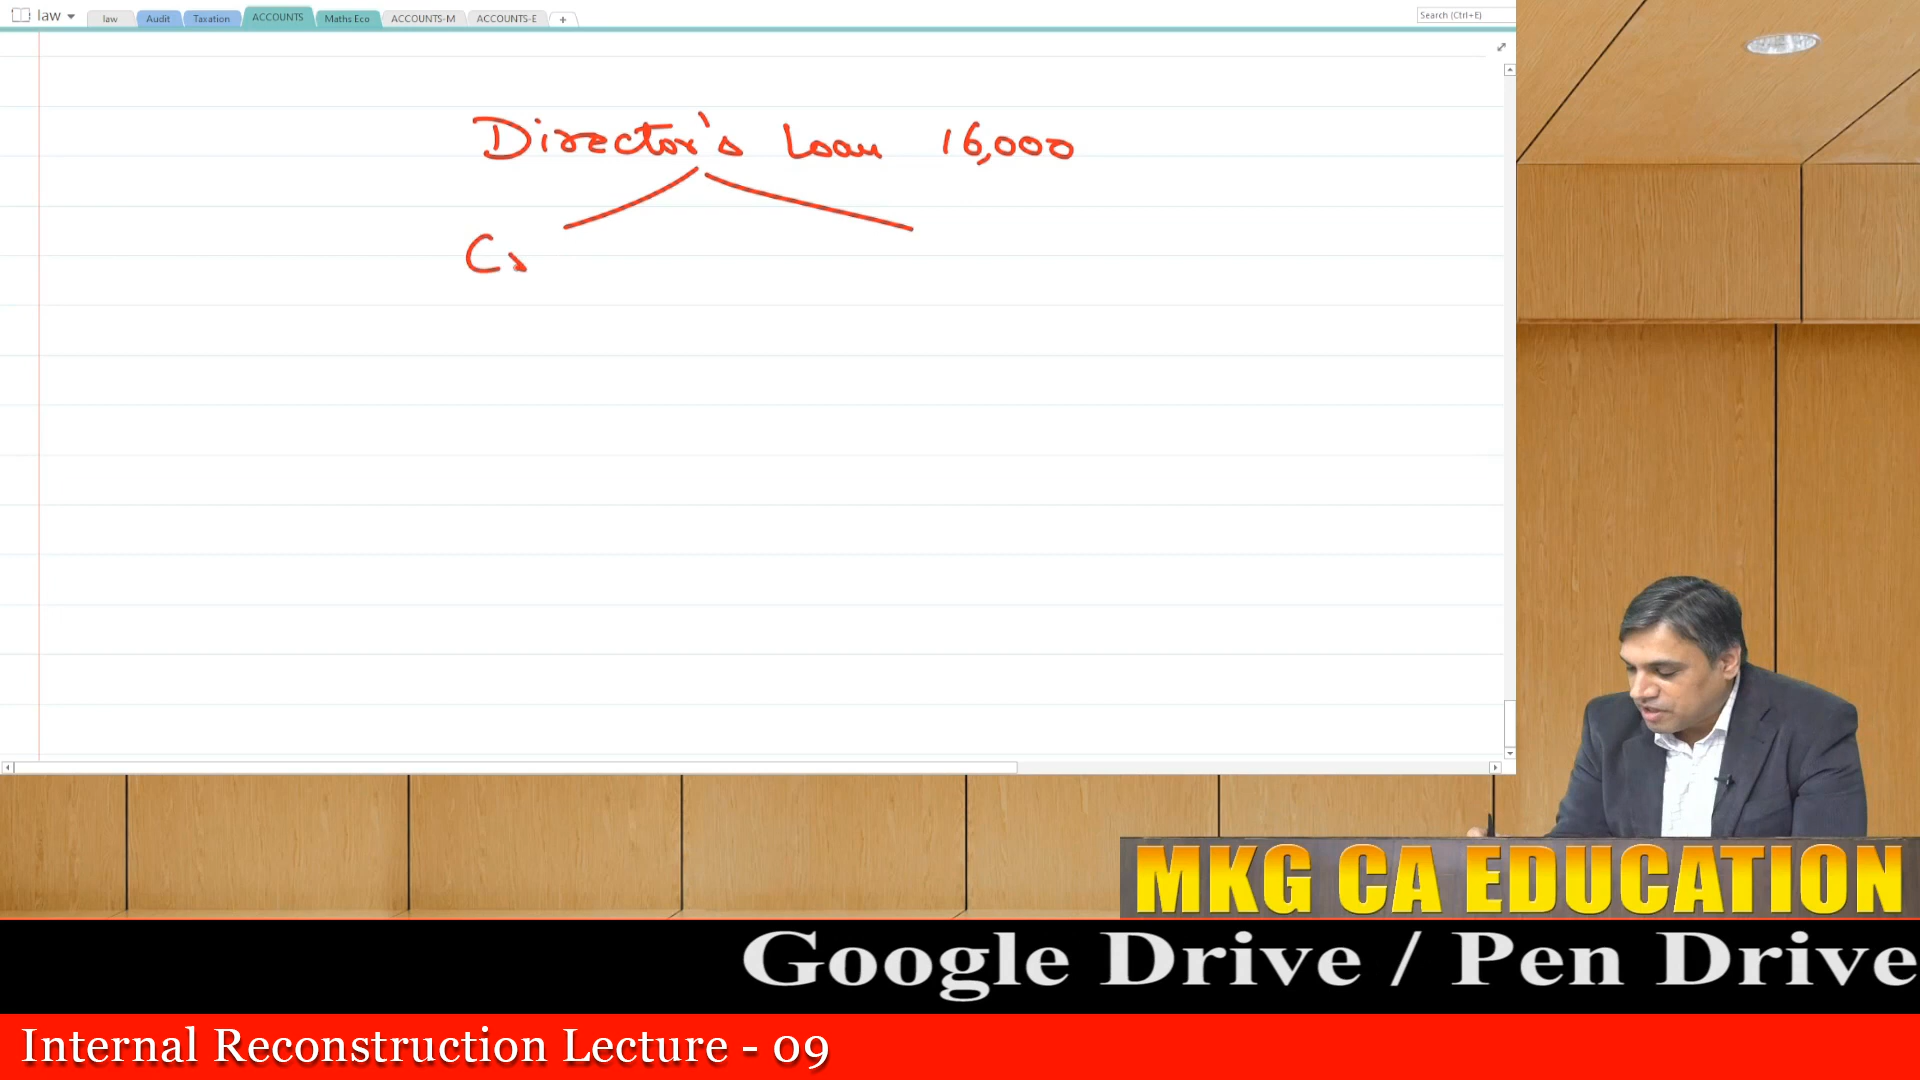 law
law Audit Taxation ACCOUNTS Maths Eco ACCOUNTS-M ACCOUNTS-E +
Search (Ctrl+E)
Director's Loan 16,000
MKG CA EDUCATION
Google Drive / Pen Drive
Internal Reconstruction Lecture - 09